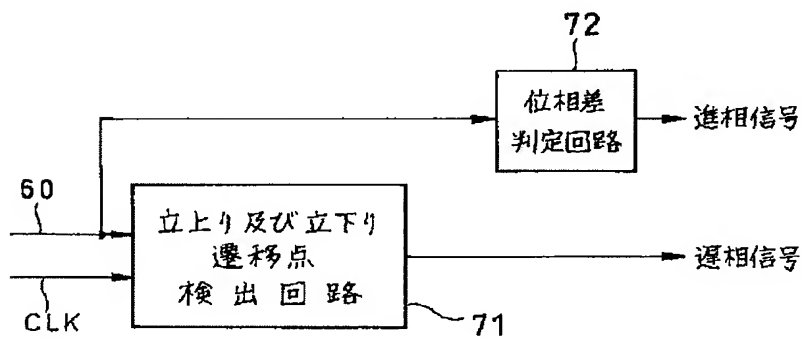 72
位相差
判定回路
進相信号
60
立上り及び立下り
遷移点
検出回路
遅相信号
CLK
71